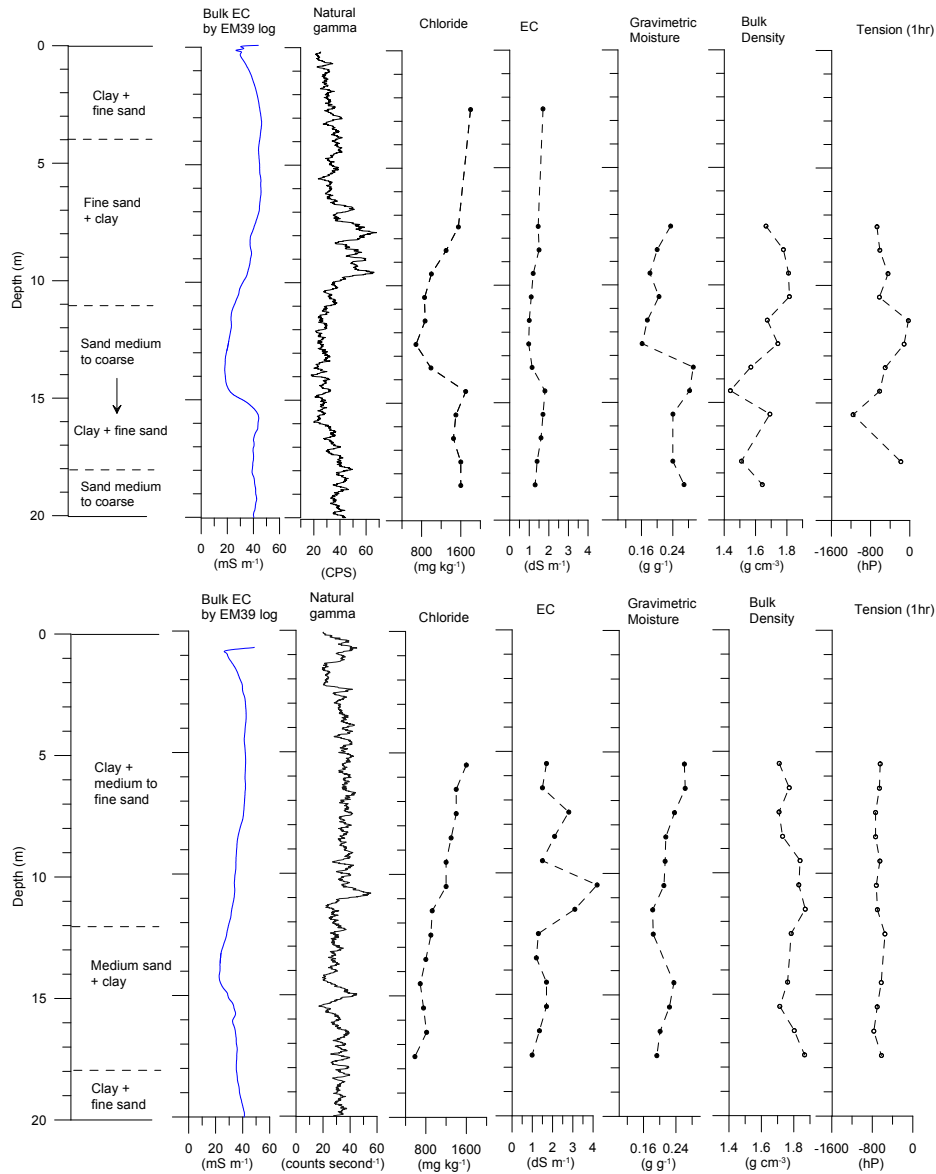 Bulk EC
by EM39 log
Natural
gamma
Chloride
EC
Gravimetric
Moisture
Bulk
Density
Tension (1hr)
0
5
10
15
20
Depth (m)
Clay +
fine sand
Fine sand
+ clay
Sand medium
to coarse
Clay + fine sand
Sand medium
to coarse
0 20 40 60
(mS m⁻¹)
20 40 60
(CPS)
800 1600
(mg kg⁻¹)
0 1 2 3 4
(dS m⁻¹)
0.16 0.24
(g g⁻¹)
1.4 1.6 1.8
(g cm⁻³)
-1600 -800 0
(hP)
Bulk EC
by EM39 log
Natural
gamma
Chloride
EC
Gravimetric
Moisture
Bulk
Density
Tension (1hr)
0
5
10
15
20
Depth (m)
Clay +
medium to
fine sand
Medium sand
+ clay
Clay +
fine sand
0 20 40 60
(mS m⁻¹)
0 20 40 60
(counts second⁻¹)
800 1600
(mg kg⁻¹)
0 1 2 3 4
(dS m⁻¹)
0.16 0.24
(g g⁻¹)
1.4 1.6 1.8
(g cm⁻³)
-1600 -800 0
(hP)